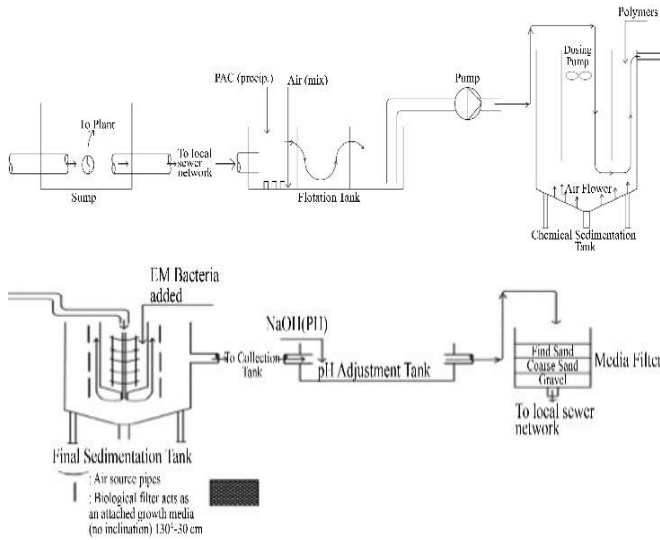 Polymers
Dosing
Pump
PAC (precip.)
Air (mix)
Pump
To Plant
To local
sewer
network
Sump
Flotation Tank
Air Flower
Chemical Sedimentation
Tank
EM Bacteria
added
NaOH(PH)
To Collection
Tank
pH Adjustment Tank
Find Sand
Coarse Sand
Gravel
Media Filter
To local sewer
network
Final Sedimentation Tank
: Air source pipes
: Biological filter acts as
an attached growth media
(no inclination) 130°-30 cm